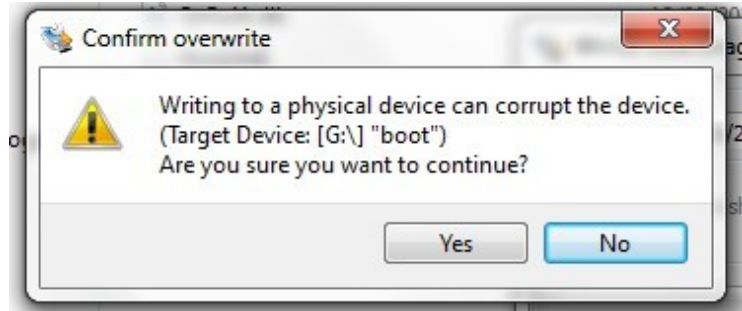 Confirm overwrite
Writing to a physical device can corrupt the device.
(Target Device: [G:\] "boot")
Are you sure you want to continue?
Yes
No